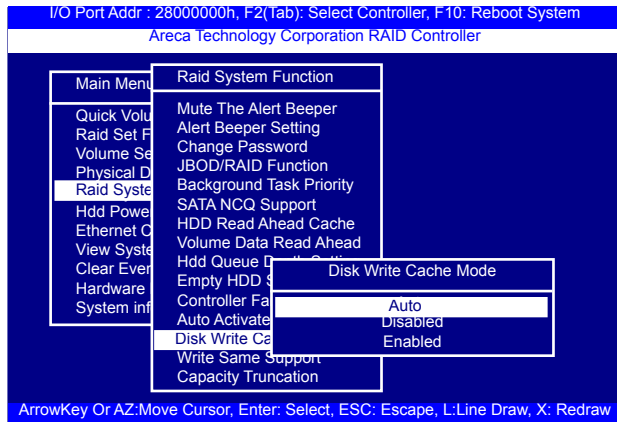 I/O Port Addr : 28000000h, F2(Tab): Select Controller, F10: Reboot System
Areca Technology Corporation RAID Controller
Main Menu
Quick Volu
Raid Set F
Volume Se
Physical D
Raid Syste
Hdd Power
Ethernet C
View Syste
Clear Even
Hardware
System inf
Raid System Function
Mute The Alert Beeper
Alert Beeper Setting
Change Password
JBOD/RAID Function
Background Task Priority
SATA NCQ Support
HDD Read Ahead Cache
Volume Data Read Ahead
Hdd Queue Depth Setting
Empty HDD S
Controller Fa
Auto Activate
Disk Write Ca
Write Same Support
Capacity Truncation
Disk Write Cache Mode
Auto
Disabled
Enabled
ArrowKey Or AZ:Move Cursor, Enter: Select, ESC: Escape, L:Line Draw, X: Redraw